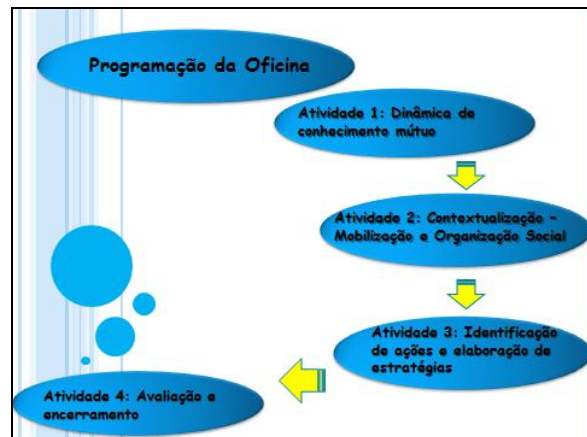 Programação da Oficina
Atividade 1: Dinâmica de
conhecimento mútuo
Atividade 2: Contextualização –
Mobilização e Organização Social
Atividade 3: Identificação
de ações e elaboração de
estratégias
Atividade 4: Avaliação e
encerramento